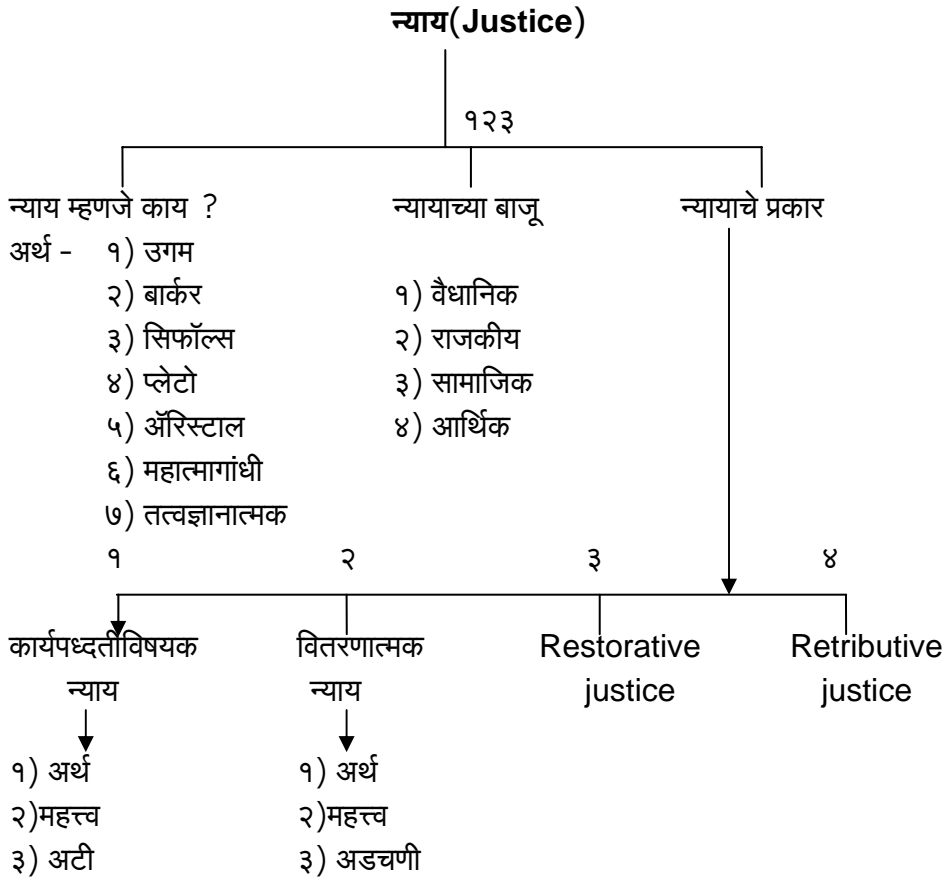 न्याय(Justice)
१२३
न्याय म्हणजे काय ? न्यायाच्या बाजू न्यायाचे प्रकार
अर्थ - १) उगम
२) बार्कर १) वैधानिक
३) सिफॉल्स २) राजकीय
४) प्लेटो ३) सामाजिक
५) ॲरिस्टाल ४) आर्थिक
६) महात्मागांधी
७) तत्वज्ञानात्मक
१ २ ३ ४
कार्यपध्दतीविषयक वितरणात्मक Restorative Retributive
न्याय न्याय justice justice
१) अर्थ १) अर्थ
२)महत्त्व २)महत्त्व
३) अटी ३) अडचणी